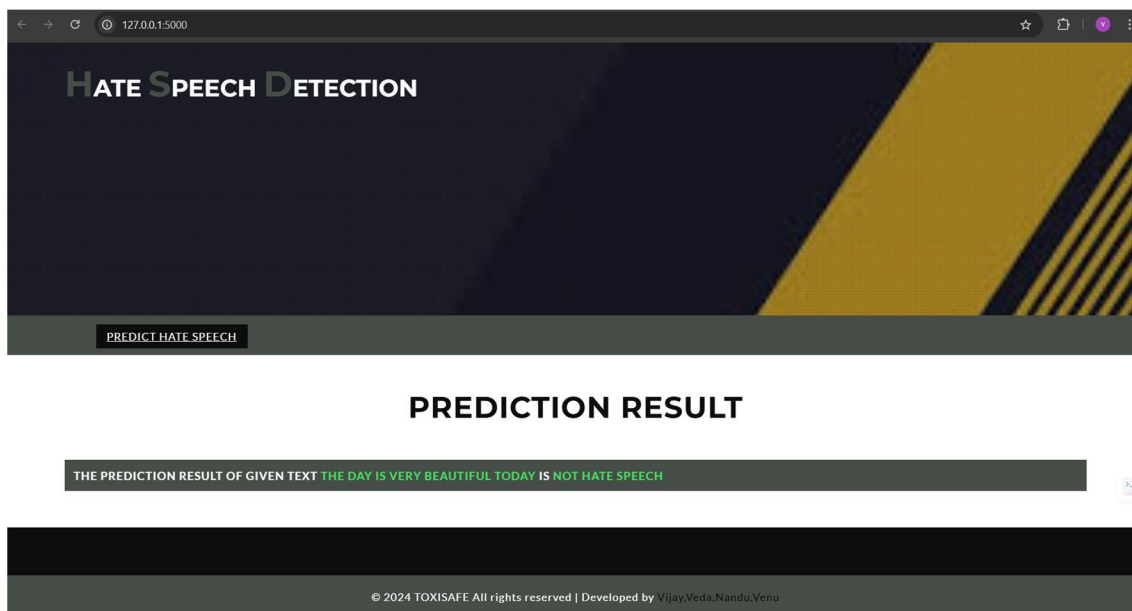 127.0.0.1:5000
V
HATE SPEECH DETECTION
PREDICT HATE SPEECH
PREDICTION RESULT
THE PREDICTION RESULT OF GIVEN TEXT THE DAY IS VERY BEAUTIFUL TODAY IS NOT HATE SPEECH
© 2024 TOXISAFE All rights reserved | Developed by Vijay,Veda,Nandu,Venu